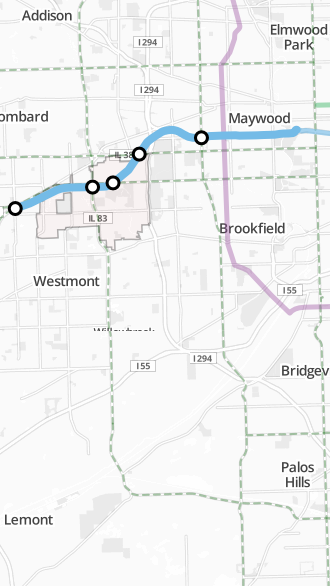 Addison
Elmwood
Park
I 294
I 294
ombard
Maywood
IL 38
IL 83
Brookfield
Westmont
I 55
Willowbrook
I 294
I 55
Bridgev
Palos
Hills
Lemont